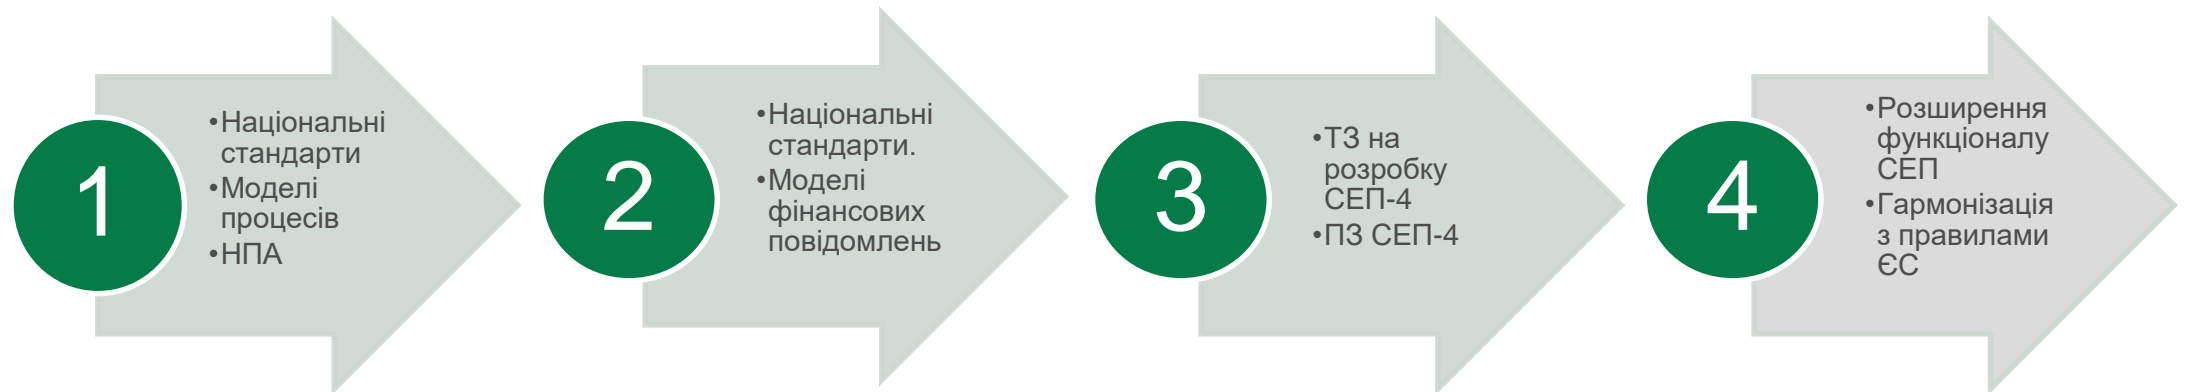 1
•Національні
стандарти
•Моделі
процесів
•НПА
2
•Національні
стандарти.
•Моделі
фінансових
повідомлень
3
•ТЗ на
розробку
СЕП-4
•ПЗ СЕП-4
4
•Розширення
функціоналу
СЕП
•Гармонізація
з правилами
ЄС